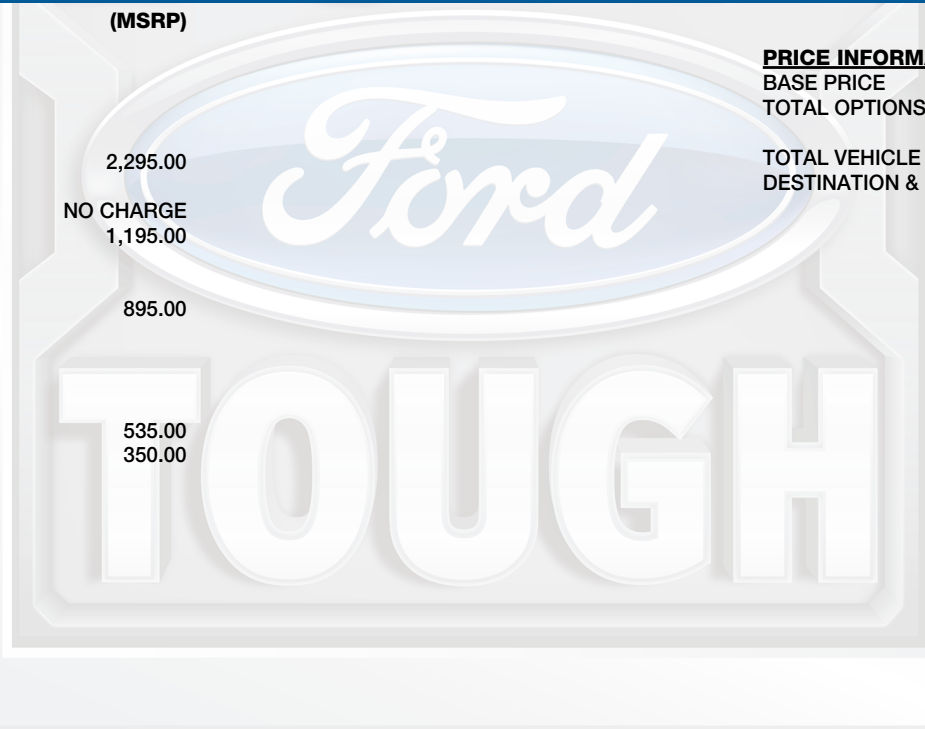 (MSRP)
2,295.00
NO CHARGE
1,195.00
895.00
535.00
350.00
PRICE INFORMA
BASE PRICE
TOTAL OPTIONS
TOTAL VEHICLE
DESTINATION &
Ford
TOUGH